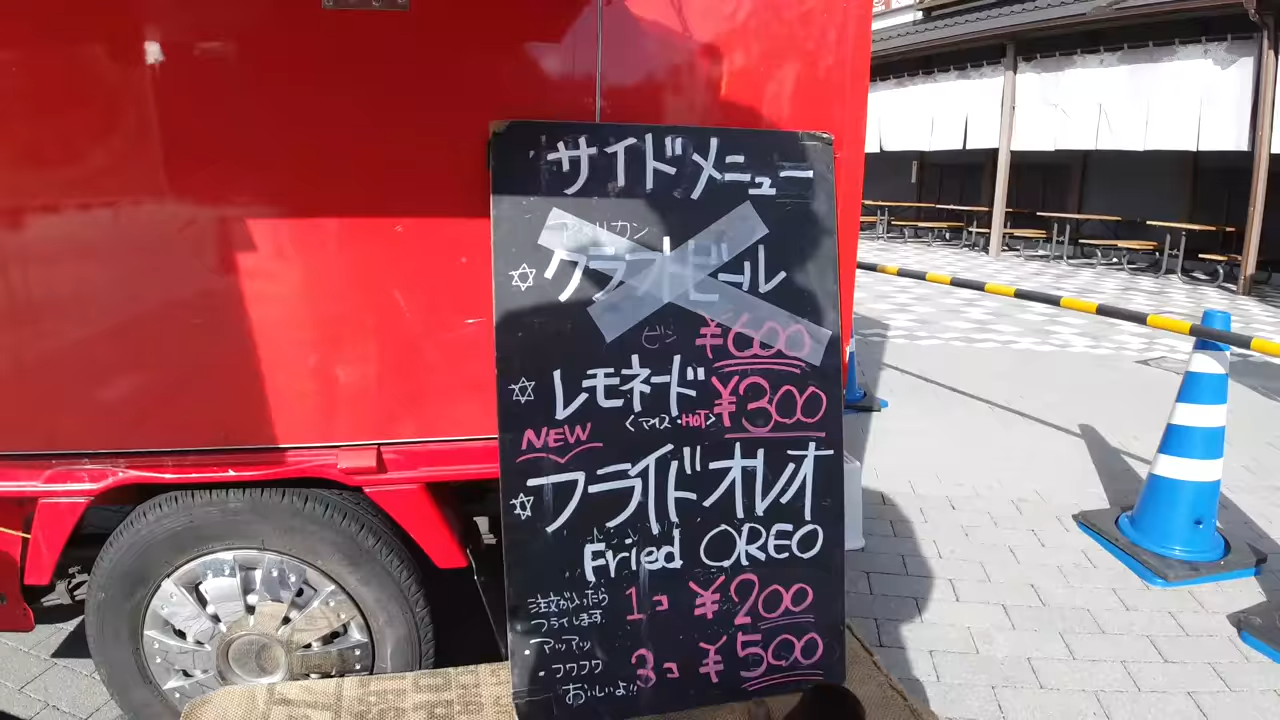 サイドメニュー
アメリカン
クラフトビール
ビン ¥600
レモネード ¥300
<アイス・HOT>
NEW
フライドオレオ
Fried OREO
注文が入ったら
フライします。
1コ ¥200
・アツアツ
・フワフワ
3コ ¥500
おいしいよ!!